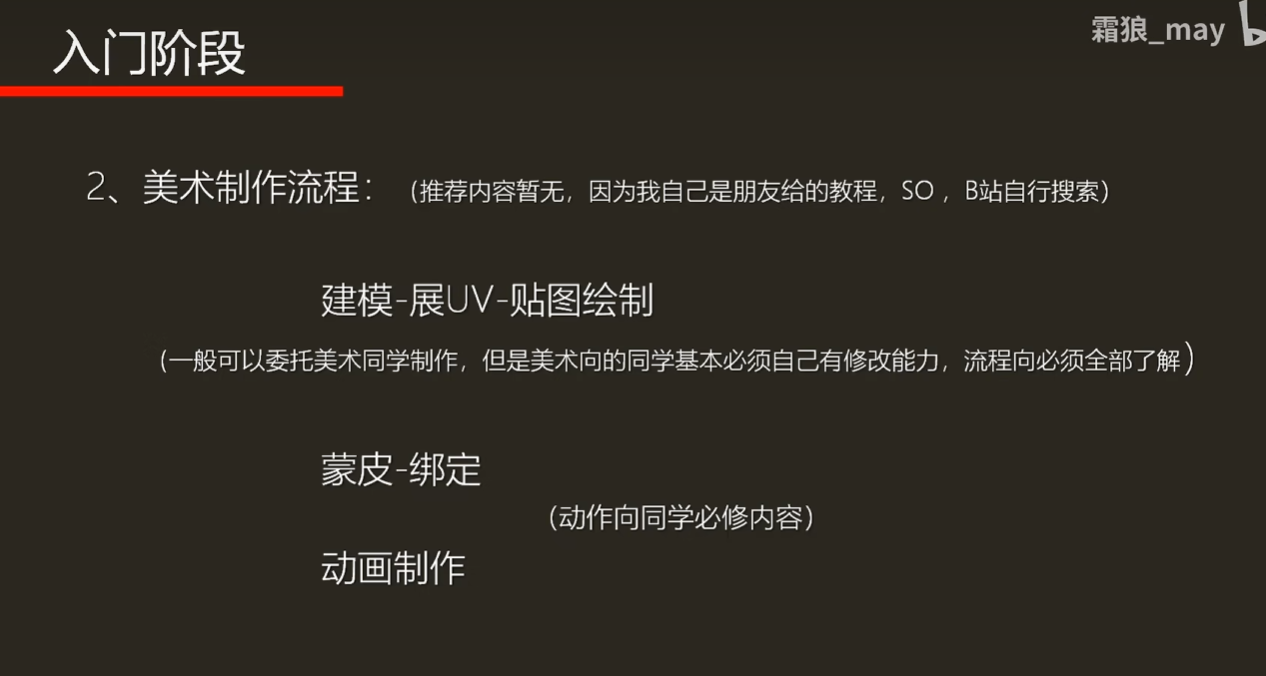 霜狼_may
入门阶段
2、美术制作流程：（推荐内容暂无，因为我自己是朋友给的教程，SO ，B站自行搜索）
建模-展UV-贴图绘制
（一般可以委托美术同学制作，但是美术向的同学基本必须自己有修改能力，流程向必须全部了解）
蒙皮-绑定
（动作向同学必修内容）
动画制作